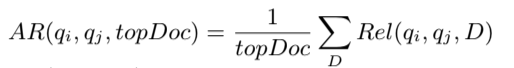 AR(q_i, q_j, topDoc) = \frac{1}{topDoc} \sum_{D} Rel(q_i, q_j, D)